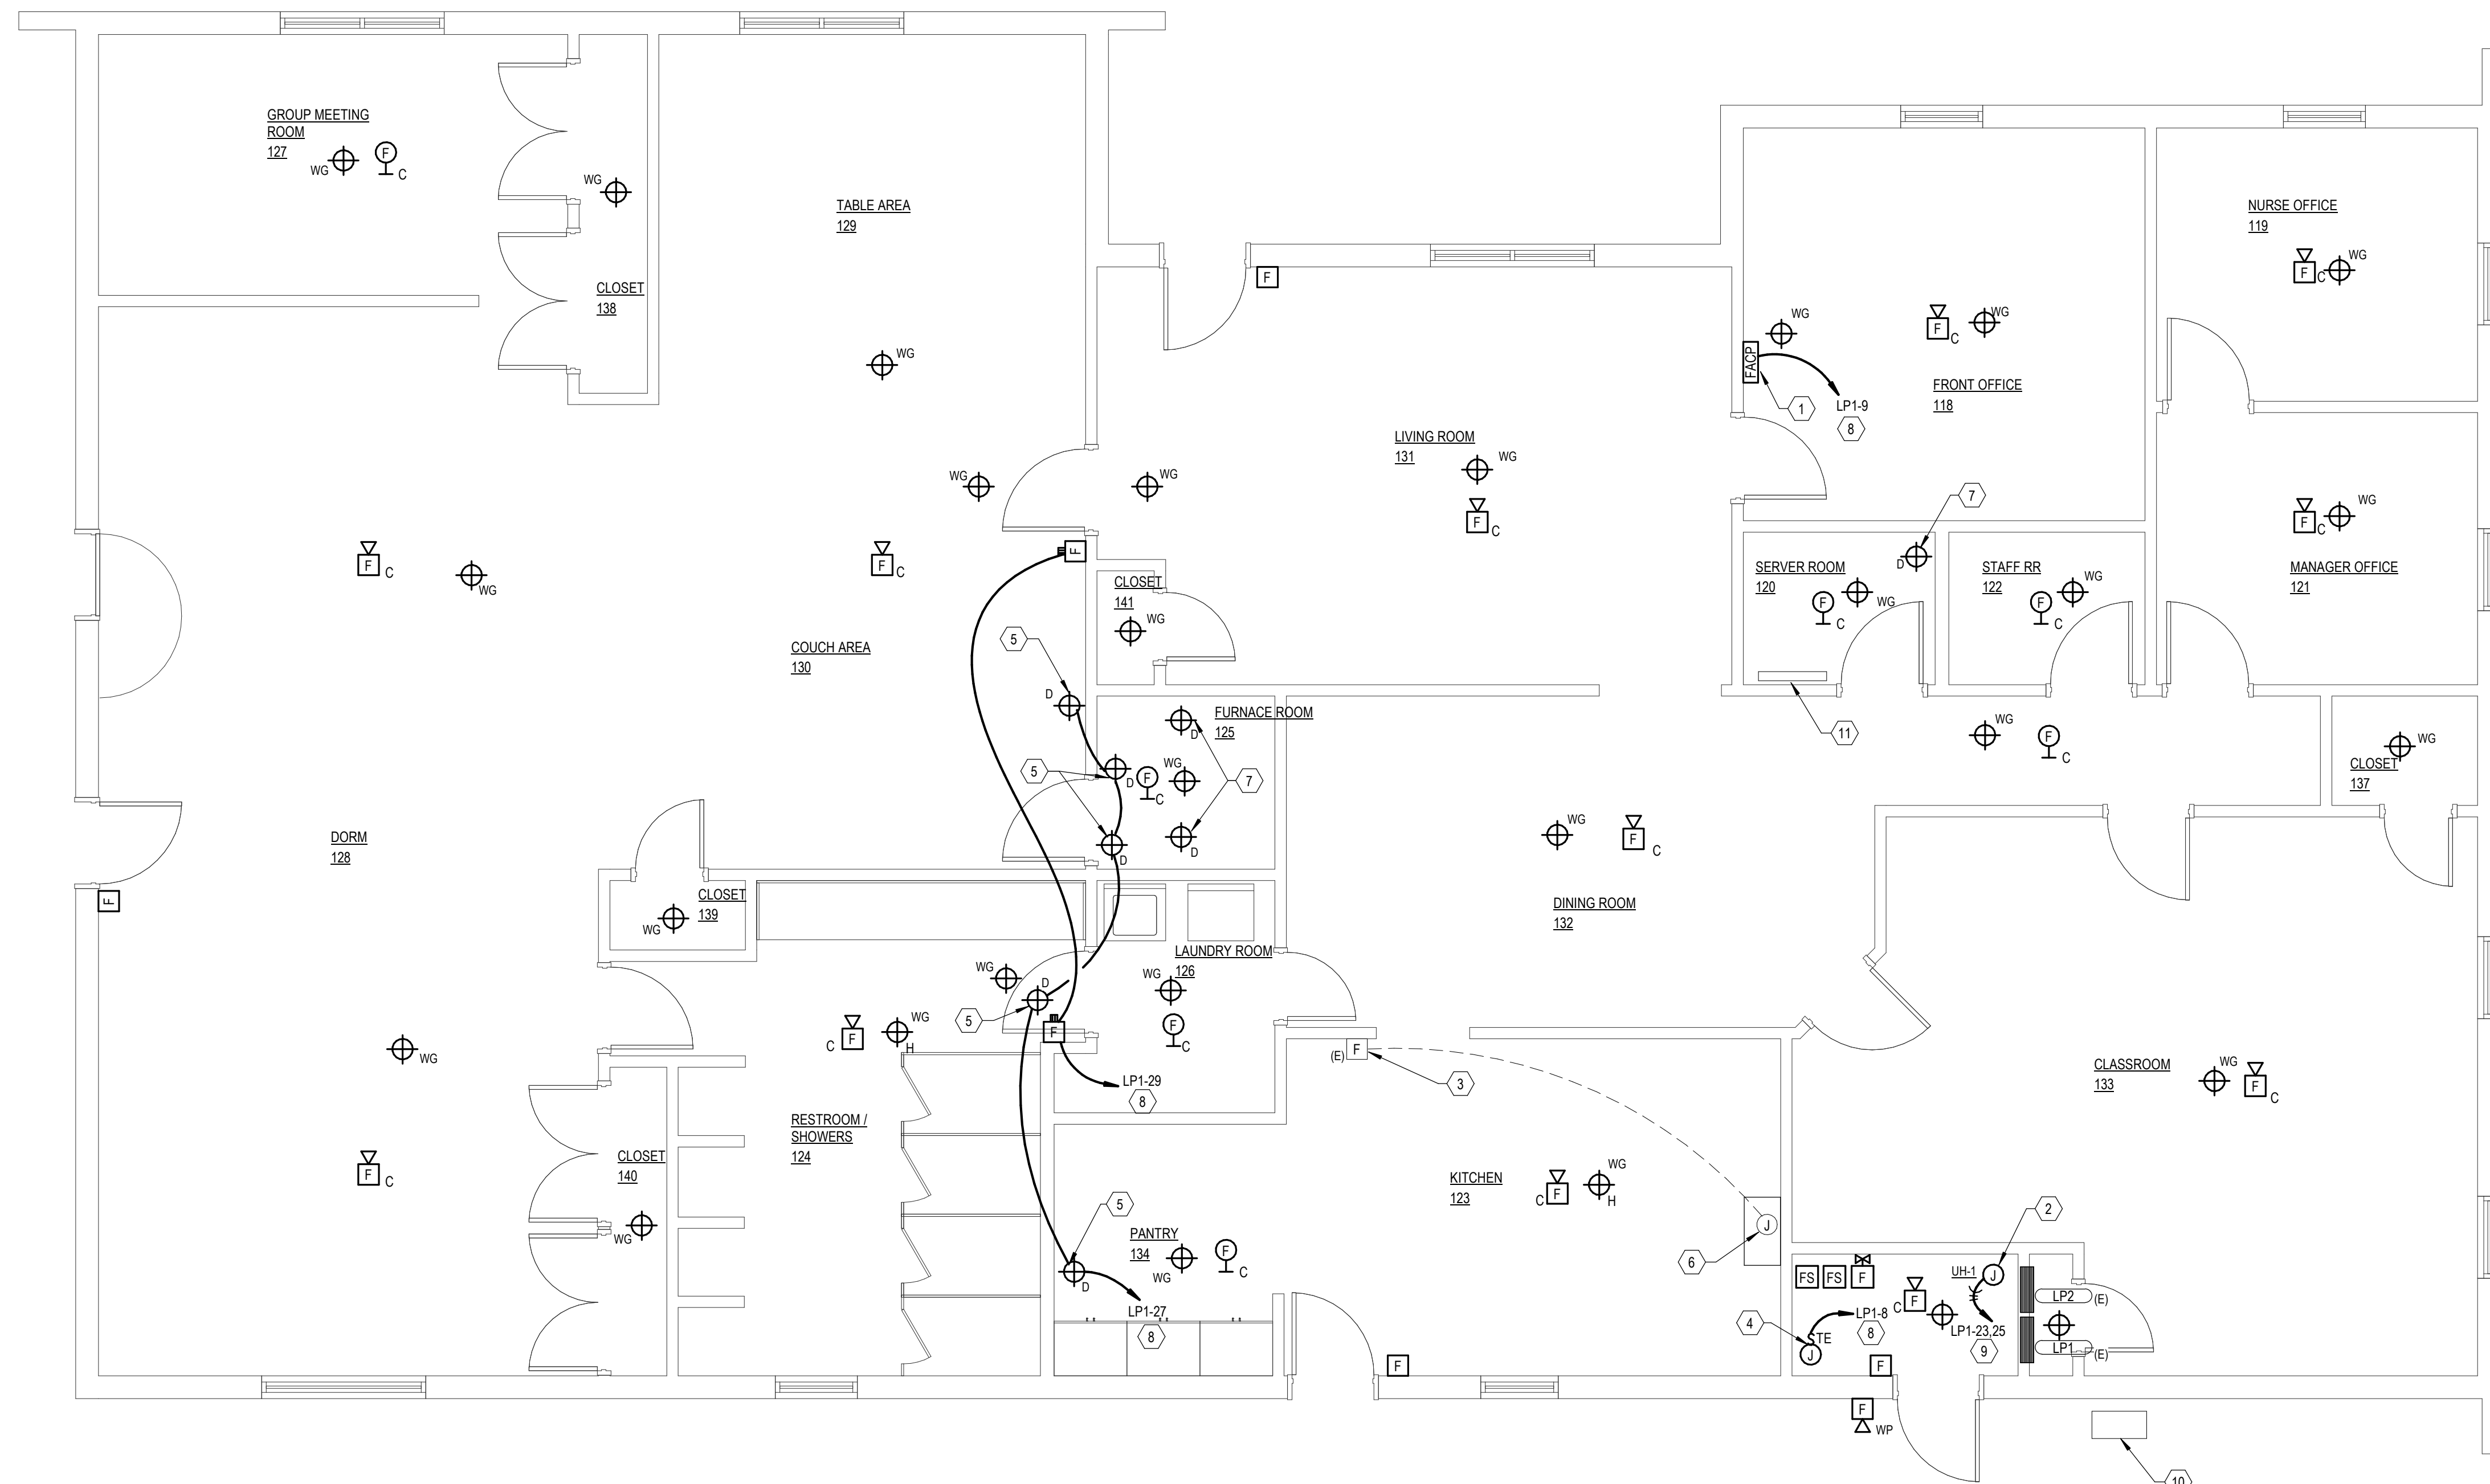 GROUP MEETING
ROOM
127
WG
F
C
WG
CLOSET
138
TABLE AREA
129
WG
F
NURSE OFFICE
119
F
C
WG
WG
FACP
1
LP1-9
8
F
C
WG
FRONT OFFICE
118
LIVING ROOM
131
WG
F
C
WG
WG
F
C
WG
F
C
F
COUCH AREA
130
CLOSET
141
WG
7
D
SERVER ROOM
120
F
C
WG
STAFF RR
122
F
C
WG
F
C
WG
MANAGER OFFICE
121
11
5
D
5
D
F
C
WG
D
FURNACE ROOM
125
D
D
7
WG
F
C
WG
CLOSET
137
DORM
128
F
WG
F
C
DINING ROOM
132
CLOSET
139
WG
WG
D
5
F
LAUNDRY ROOM
126
WG
F
C
LP1-29
8
WG
C
F
WG
H
RESTROOM /
SHOWERS
124
(E)
F
3
CLASSROOM
133
WG
F
C
F
C
CLOSET
140
WG
KITCHEN
123
C
F
WG
H
J
6
5
D
PANTRY
134
WG
F
C
LP1-27
8
F
FS
FS
F
UH-1
J
2
C
F
LP1-23,25
9
LP2
(E)
LP1
(E)
4
J
S
TE
LP1-8
8
F
F
WP
10